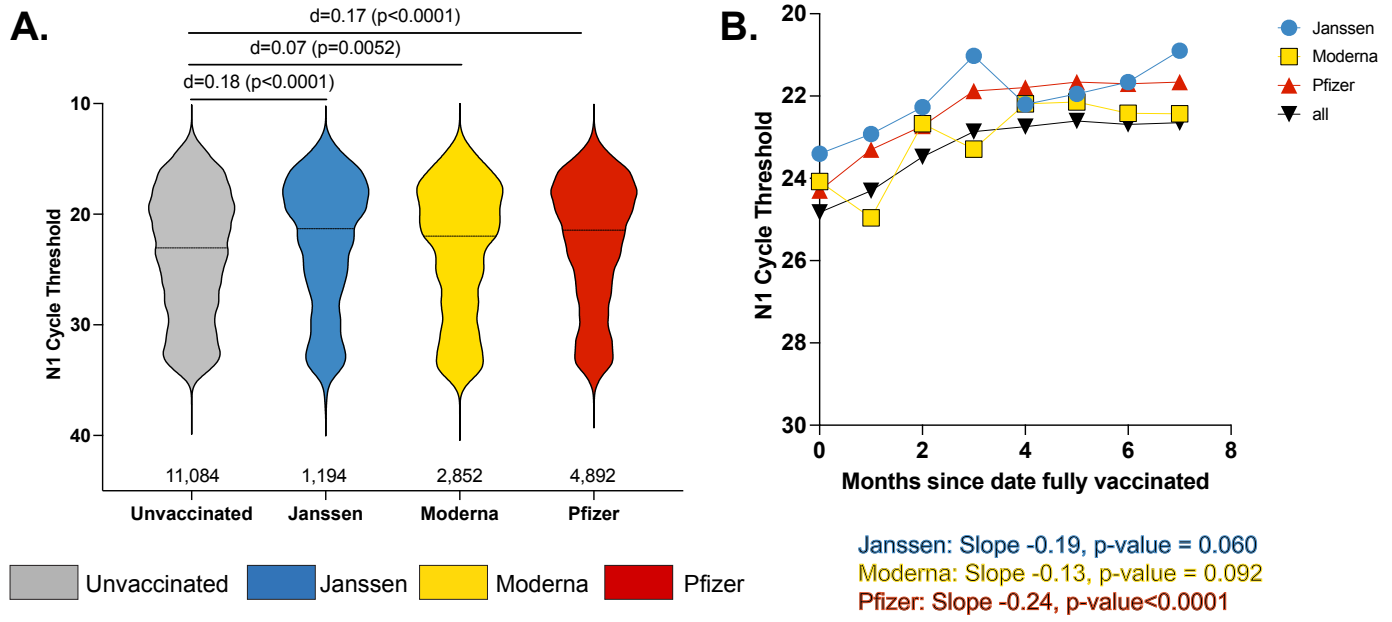 A.
d=0.17 (p<0.0001)
d=0.07 (p=0.0052)
d=0.18 (p<0.0001)
N1 Cycle Threshold
10
20
30
40
11,084 1,194 2,852 4,892
Unvaccinated Janssen Moderna Pfizer
Unvaccinated Janssen Moderna Pfizer
B.
N1 Cycle Threshold
20
22
24
26
28
30
0 2 4 6 8
Months since date fully vaccinated
Janssen
Moderna
Pfizer
all
Janssen: Slope -0.19, p-value = 0.060
Moderna: Slope -0.13, p-value = 0.092
Pfizer: Slope -0.24, p-value<0.0001